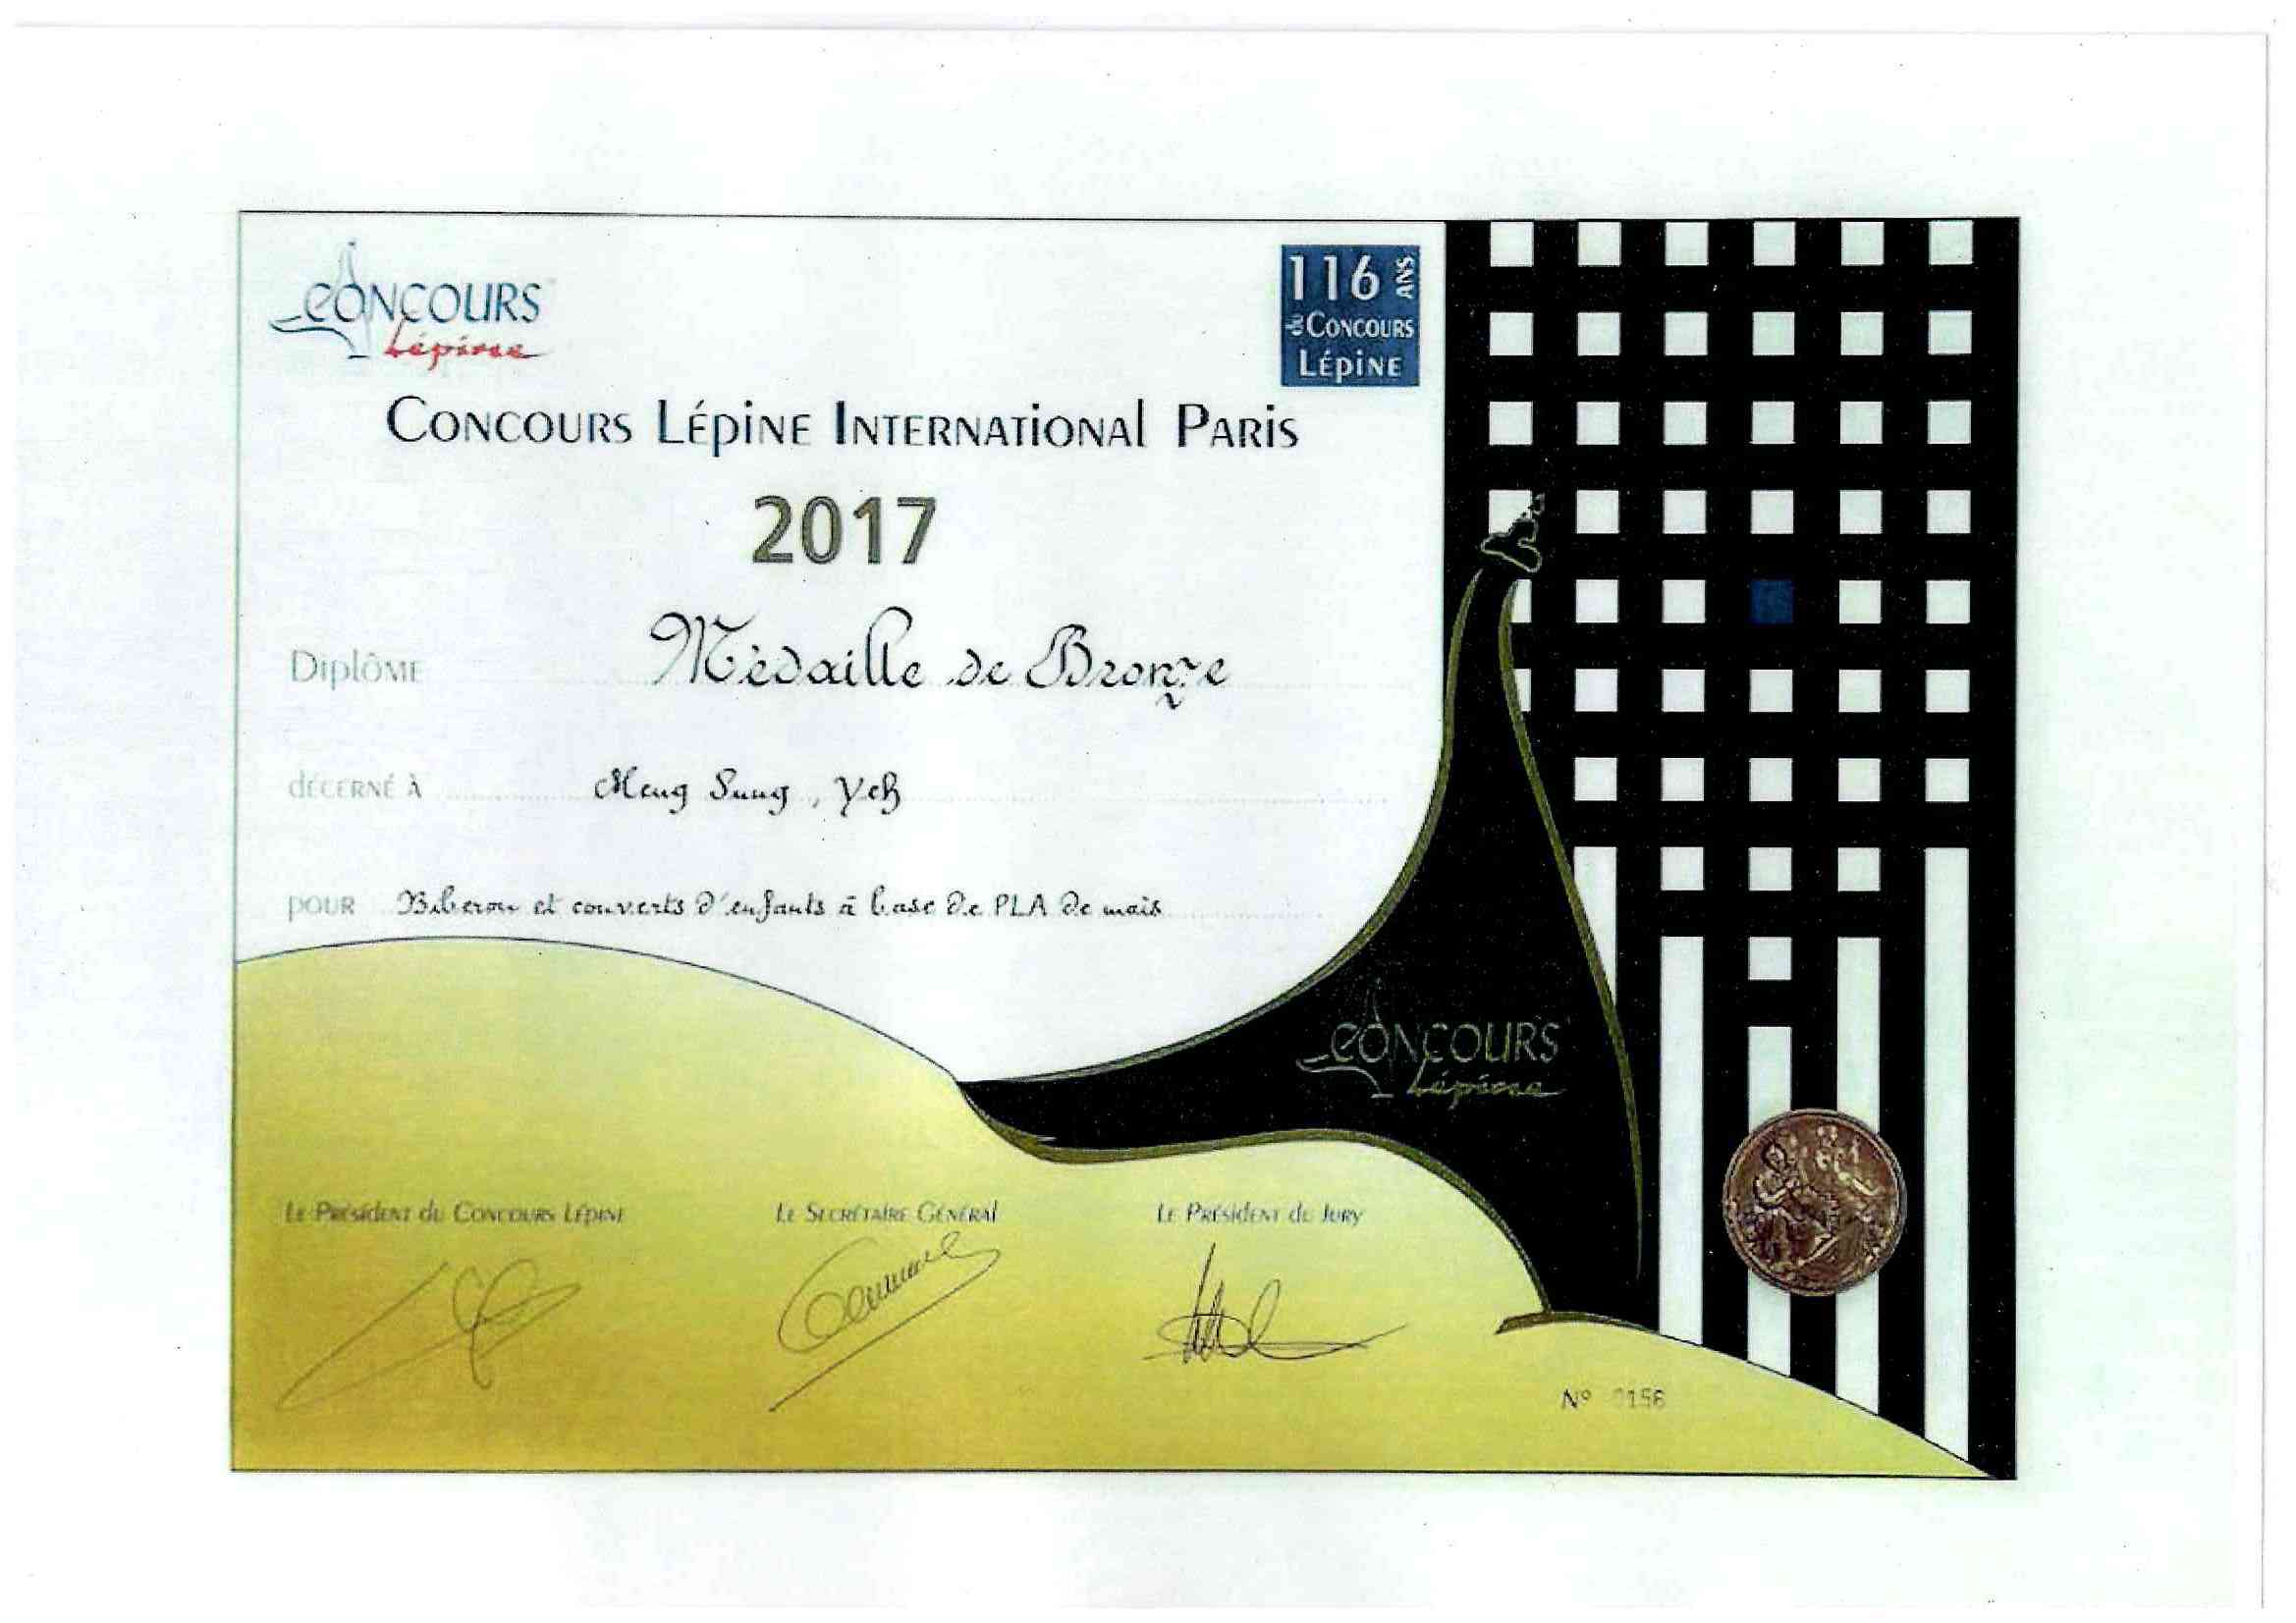 CONCOURS
Lépine
116 ANS
du CONCOURS
LÉPINE
CONCOURS LÉPINE INTERNATIONAL PARIS
2017
DIPLÔME Médaille de Bronze
DÉCERNÉ À Meng Sung, Yeh
POUR Biberon et couverts d'enfants à base de PLA de maïs
CONCOURS
Lépine
LE PRÉSIDENT DU CONCOURS LÉPINE LE SECRÉTAIRE GÉNÉRAL LE PRÉSIDENT DU JURY
Nº 0156